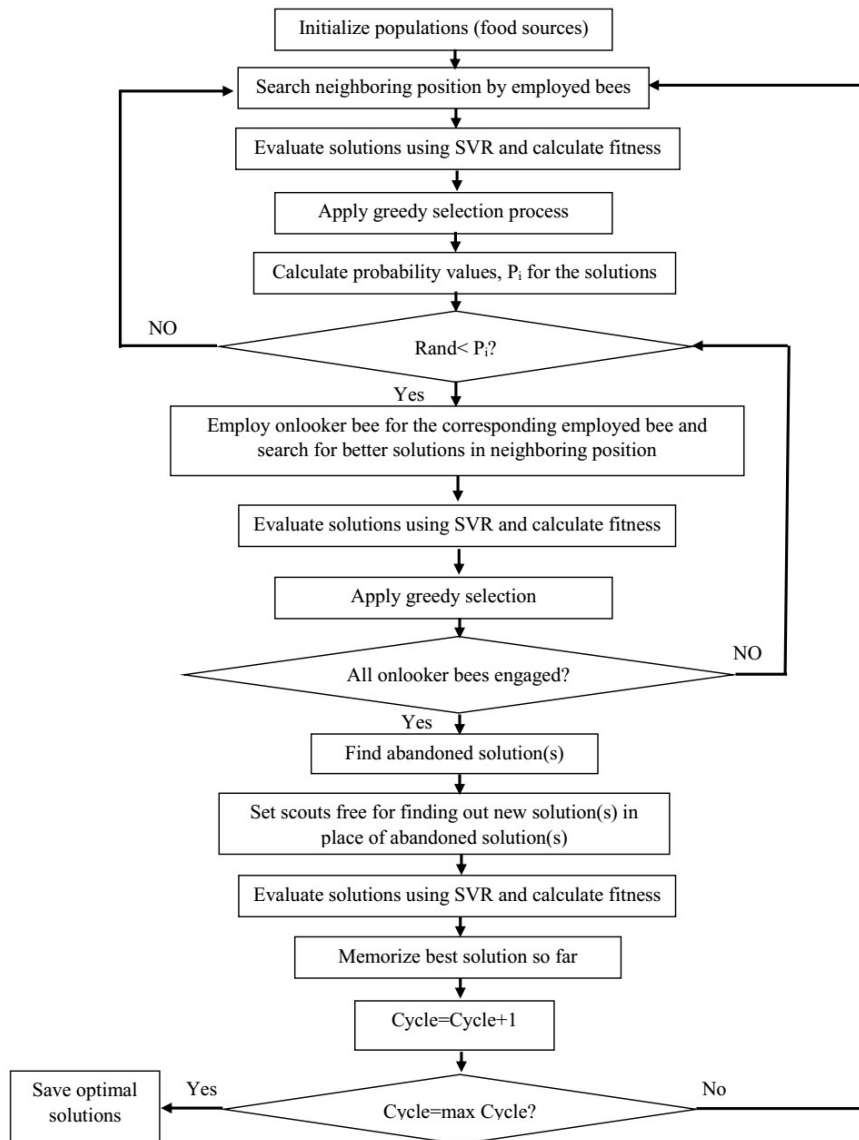 Initialize populations (food sources)
Search neighboring position by employed bees
Evaluate solutions using SVR and calculate fitness
Apply greedy selection process
Calculate probability values, Pᵢ for the solutions
NO
Rand< Pᵢ?
Yes
Employ onlooker bee for the corresponding employed bee and
search for better solutions in neighboring position
Evaluate solutions using SVR and calculate fitness
Apply greedy selection
NO
All onlooker bees engaged?
Yes
Find abandoned solution(s)
Set scouts free for finding out new solution(s) in
place of abandoned solution(s)
Evaluate solutions using SVR and calculate fitness
Memorize best solution so far
Cycle=Cycle+1
Save optimal
solutions
Yes
Cycle=max Cycle?
No